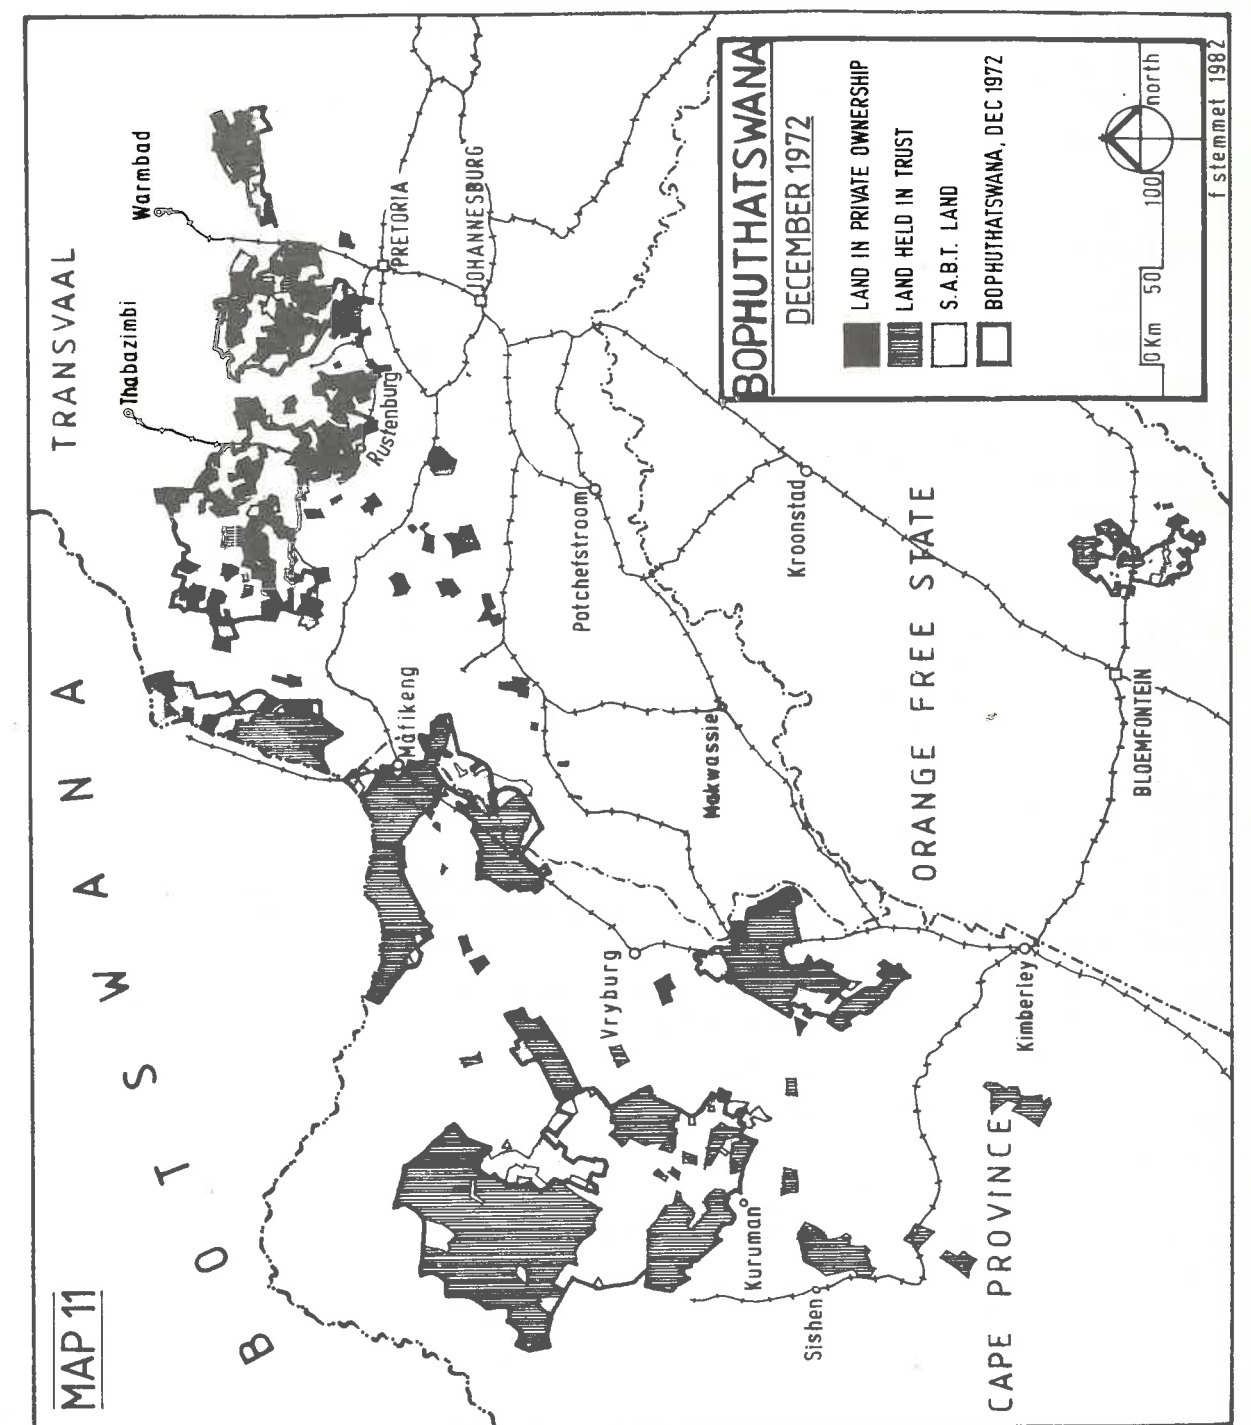 MAP 11
BOTSWANA
TRANSVAAL
Thabazimbi
Warmbad
Rustenburg
PRETORIA
JOHANNESBURG
Mafikeng
Potchefstroom
Makwassie
Kroonstad
Vryburg
Kuruman
Sishen
Kimberley
BLOEMFONTEIN
ORANGE FREE STATE
CAPE PROVINCE
BOPHUTHATSWANA
DECEMBER 1972
LAND IN PRIVATE OWNERSHIP
LAND HELD IN TRUST
S.A.B.T. LAND
BOPHUTHATSWANA, DEC 1972
0Km 50 100
north
f stemmet 1982